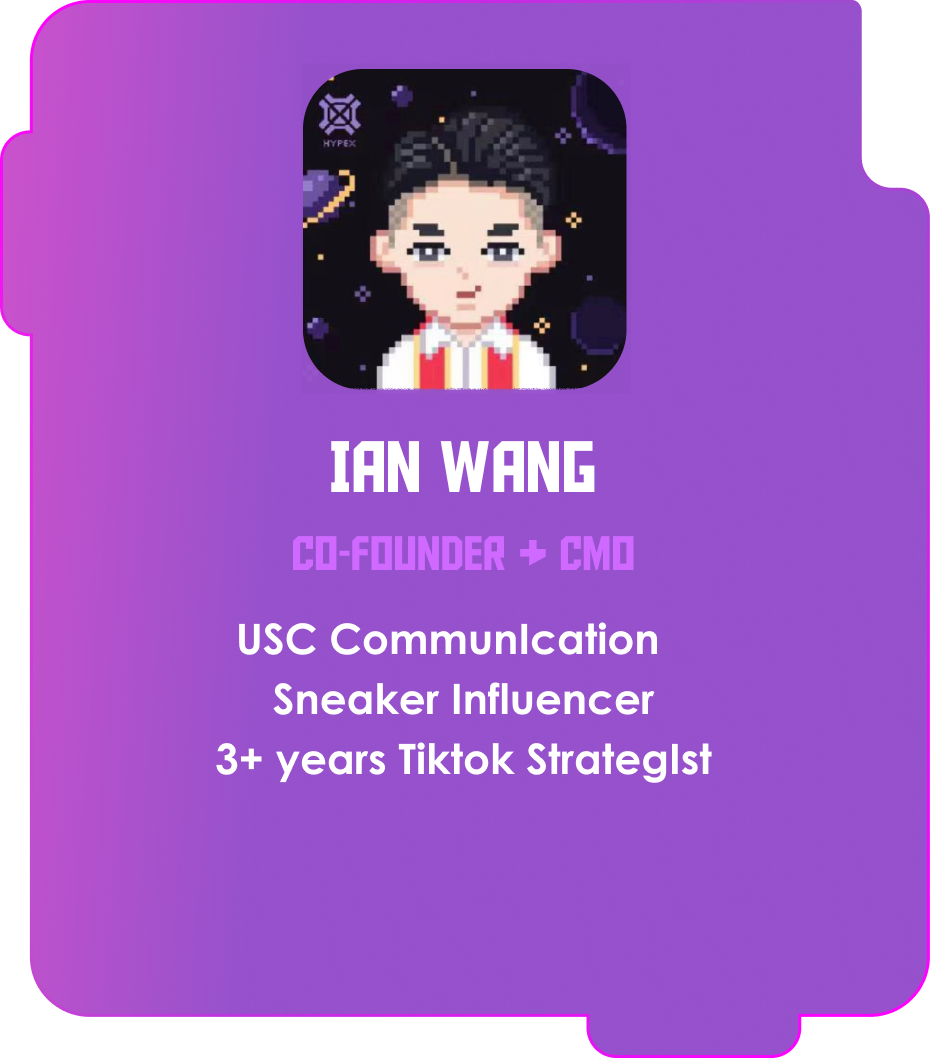 HYPEX
IAN WANG
CO-FOUNDER + CMO
USC CommunIcation
Sneaker Influencer
3+ years Tiktok StrategIst